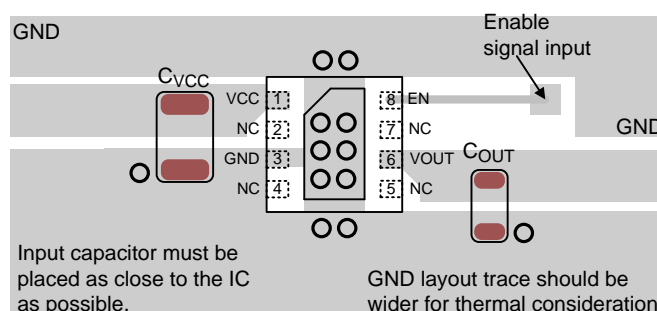 GND
Enable
signal input
CVCC
VCC 1
8 EN
NC 2
7 NC
GND
GND 3
6 VOUT
COUT
NC 4
5 NC
Input capacitor must be
placed as close to the IC
as possible.
GND layout trace should be
wider for thermal consideration